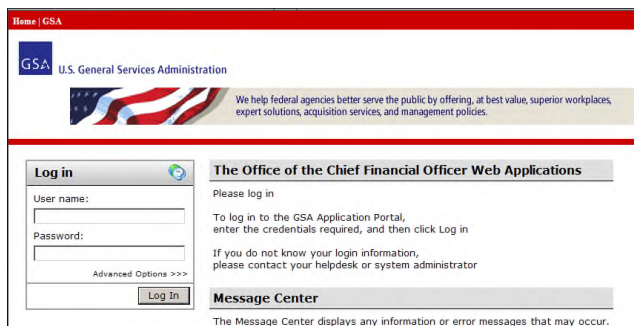 Home | GSA
GSA
U.S. General Services Administration
We help federal agencies better serve the public by offering, at best value, superior workplaces,
expert solutions, acquisition services, and management policies.
Log in
User name:
Password:
Advanced Options >>>
Log In
The Office of the Chief Financial Officer Web Applications
Please log in
To log in to the GSA Application Portal,
enter the credentials required, and then click Log in
If you do not know your login information,
please contact your helpdesk or system administrator
Message Center
The Message Center displays any information or error messages that may occur.